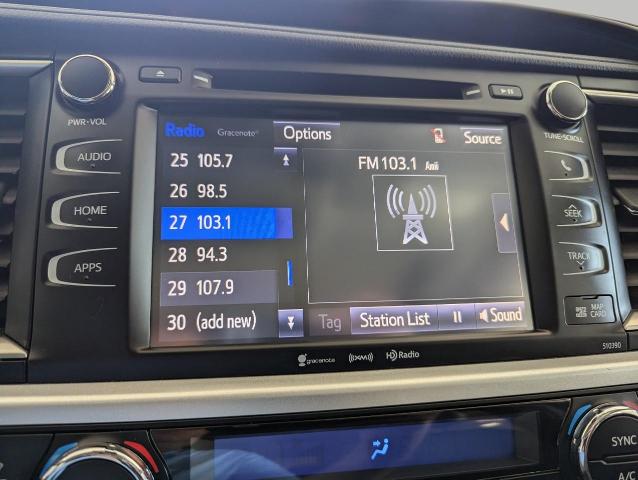 PWR·VOL
TUNE·SCROLL
AUDIO
HOME
APPS
Radio Gracenote® Options Source
25 105.7
26 98.5
27 103.1
28 94.3
29 107.9
30 (add new)
FM 103.1
Tag Station List Sound
SEEK
TRACK
MAP CARD
510390
gracenote ((XM)) HD Radio
SYNC
A/C